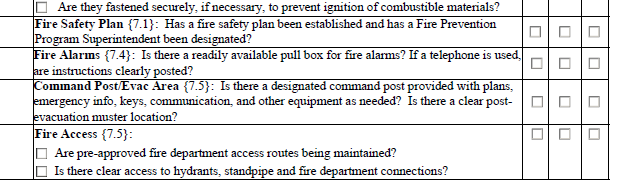 ☐ Are they fastened securely, if necessary, to prevent ignition of combustible materials?
Fire Safety Plan {7.1}: Has a fire safety plan been established and has a Fire Prevention
Program Superintendent been designated? ☐ ☐ ☐
Fire Alarms {7.4}: Is there a readily available pull box for fire alarms? If a telephone is used,
are instructions clearly posted? ☐ ☐ ☐
Command Post/Evac Area {7.5}: Is there a designated command post provided with plans,
emergency info, keys, communication, and other equipment as needed? Is there a clear post- ☐ ☐ ☐
evacuation muster location?
Fire Access {7.5}: ☐ ☐ ☐
☐ Are pre-approved fire department access routes being maintained?
☐ Is there clear access to hydrants, standpipe and fire department connections?